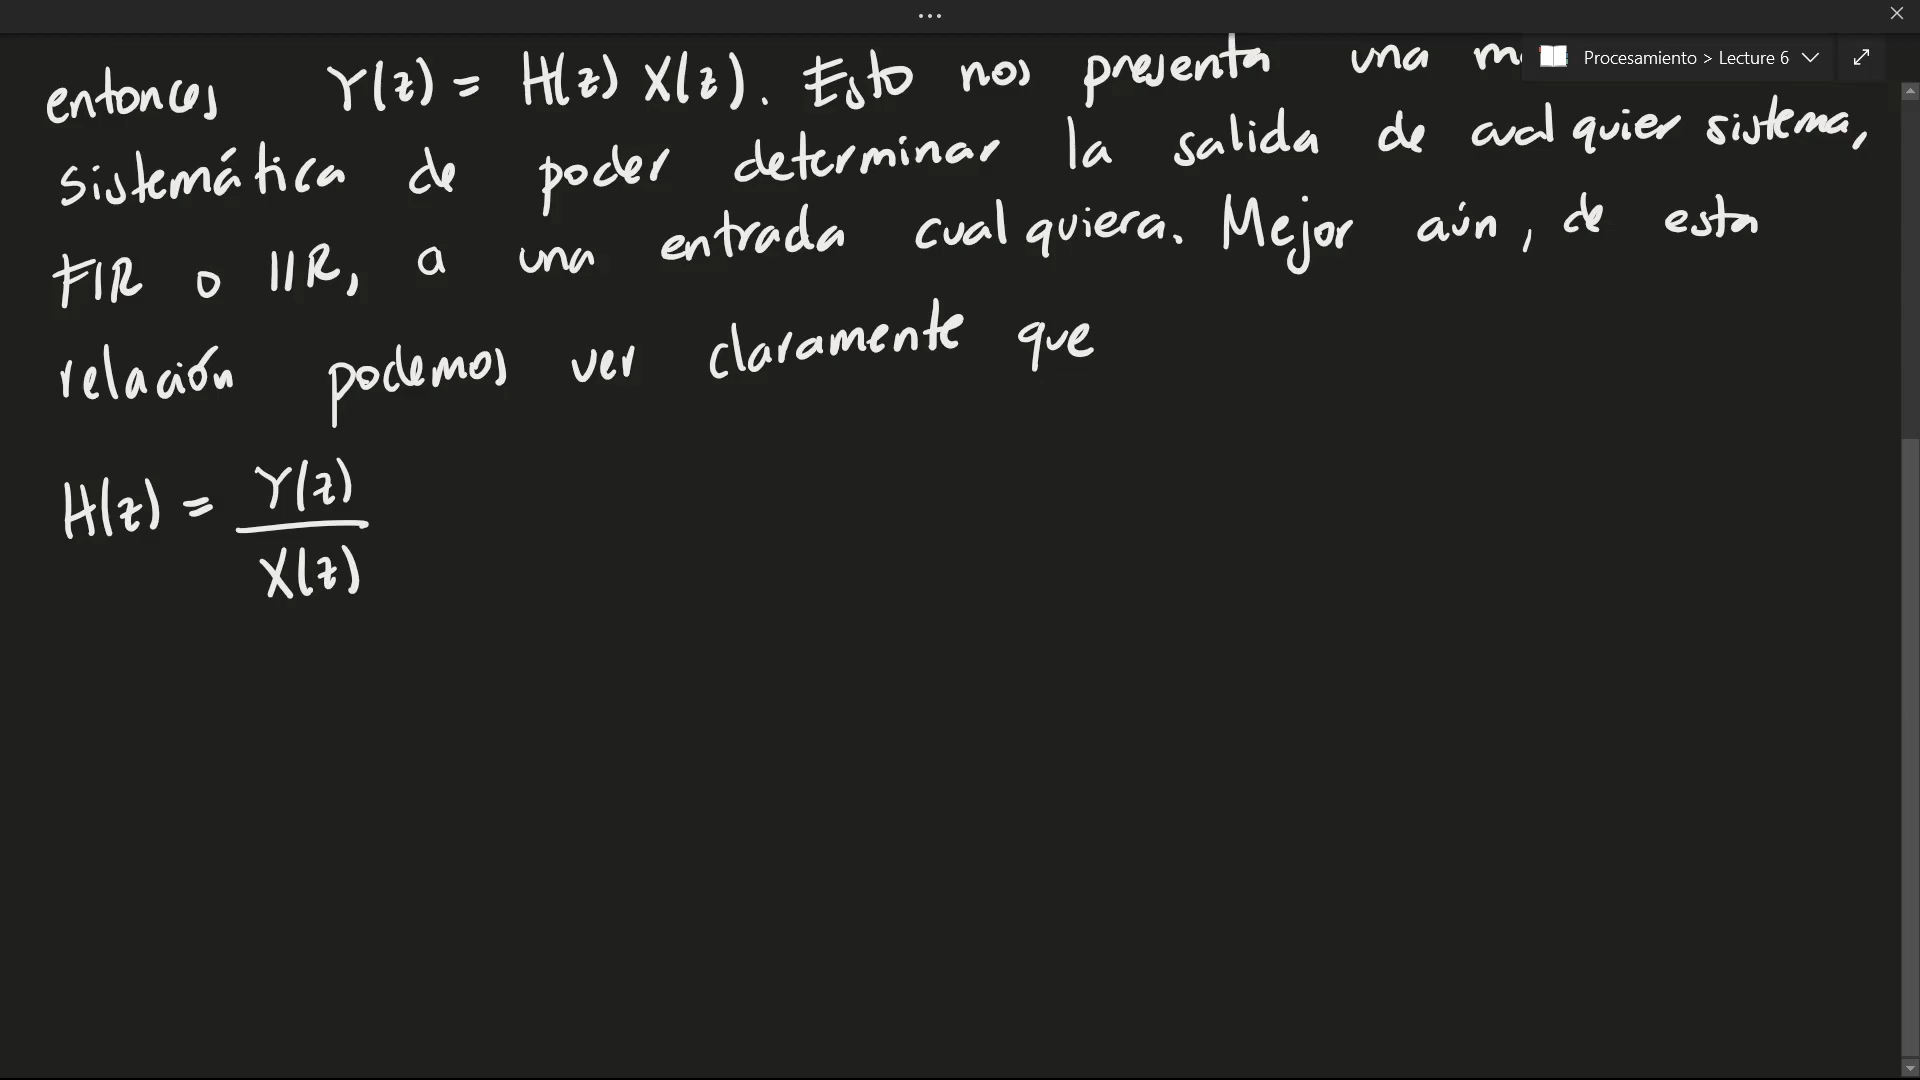 Procesamiento > Lecture 6
entonces Y(z) = H(z) X(z). Esto nos presenta una
sistemática de poder determinar la salida de cualquier sistema,
FIR o IIR, a una entrada cualquiera. Mejor aún, de esta
relación podemos ver claramente que
H(z) = Y(z)
X(z)